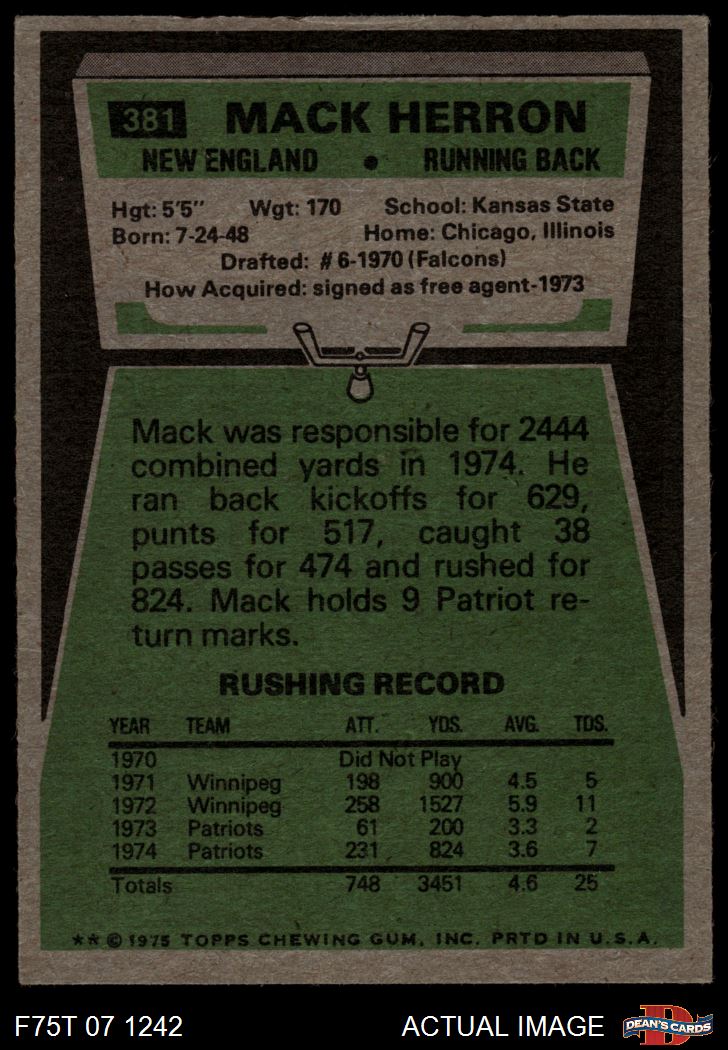 381 MACK HERRON
NEW ENGLAND • RUNNING BACK
Hgt: 5'5" Wgt: 170 School: Kansas State
Born: 7-24-48 Home: Chicago, Illinois
Drafted: #6-1970 (Falcons)
How Acquired: signed as free agent-1973
Mack was responsible for 2444
combined yards in 1974. He
ran back kickoffs for 629,
punts for 517, caught 38
passes for 474 and rushed for
824. Mack holds 9 Patriot re-
turn marks.
RUSHING RECORD
YEAR TEAM ATT. YDS. AVG. TDS.
1970 Did Not Play
1971 Winnipeg 198 900 4.5 5
1972 Winnipeg 258 1527 5.9 11
1973 Patriots 61 200 3.3 2
1974 Patriots 231 824 3.6 7
Totals 748 3451 4.6 25
** © 1975 TOPPS CHEWING GUM, INC. PRTD IN U.S.A.
F75T 07 1242 ACTUAL IMAGE D DEAN'S CARDS